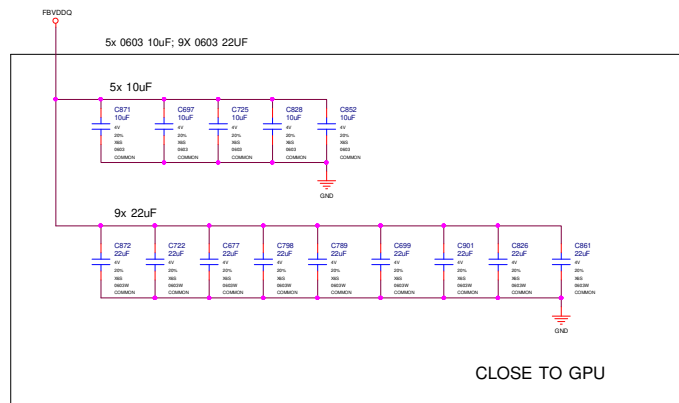 FBVDDQ
5x 0603 10uF; 9X 0603 22UF
5x 10uF
C871 C697 C725 C828 C852
10uF 10uF 10uF 10uF 10uF
4V 4V 4V 4V 4V
20% 20% 20% 20% 20%
X6S X6S X6S X6S X6S
0603 0603 0603 0603 0603
COMMON COMMON COMMON COMMON COMMON
GND
9x 22uF
C872 C722 C677 C798 C789 C699 C901 C826 C861
22uF 22uF 22uF 22uF 22uF 22uF 22uF 22uF 22uF
4V 4V 4V 4V 4V 4V 4V 4V 4V
20% 20% 20% 20% 20% 20% 20% 20% 20%
X6S X6S X6S X6S X6S X6S X6S X6S X6S
0603W 0603W 0603W 0603W 0603W 0603W 0603W 0603W 0603W
COMMON COMMON COMMON COMMON COMMON COMMON COMMON COMMON COMMON
GND
CLOSE TO GPU